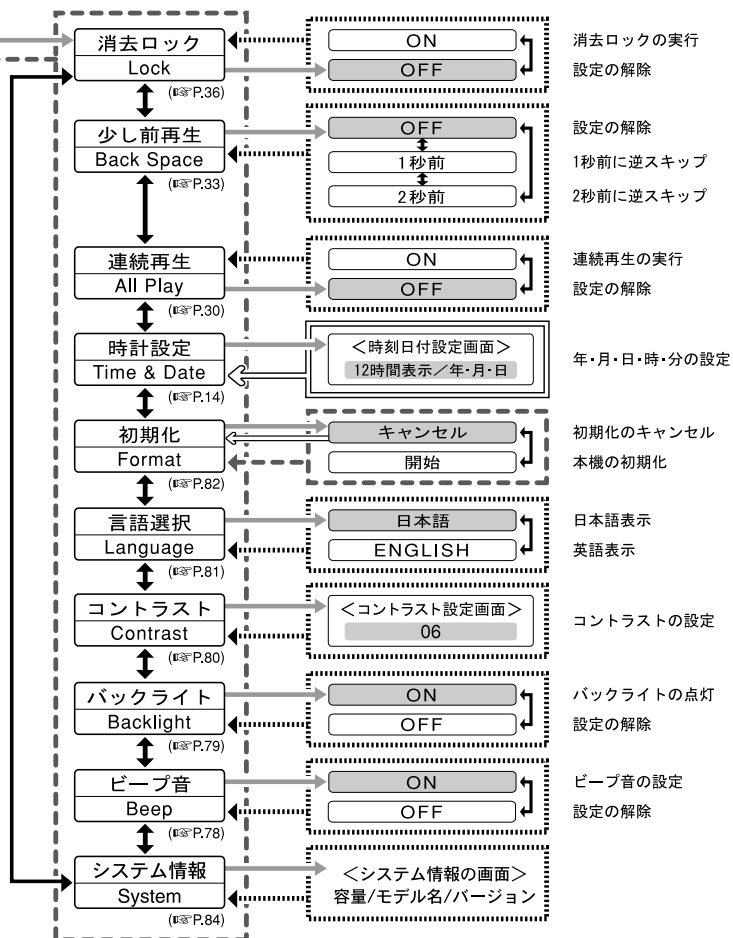 消去ロック
Lock
(☞P.36)
ON
OFF
消去ロックの実行
設定の解除
少し前再生
Back Space
(☞P.33)
OFF
1秒前
2秒前
設定の解除
1秒前に逆スキップ
2秒前に逆スキップ
連続再生
All Play
(☞P.30)
ON
OFF
連続再生の実行
設定の解除
時計設定
Time & Date
(☞P.14)
＜時刻日付設定画面＞
12時間表示／年・月・日
年・月・日・時・分の設定
初期化
Format
(☞P.82)
キャンセル
開始
初期化のキャンセル
本機の初期化
言語選択
Language
(☞P.81)
日本語
ENGLISH
日本語表示
英語表示
コントラスト
Contrast
(☞P.80)
＜コントラスト設定画面＞
06
コントラストの設定
バックライト
Backlight
(☞P.79)
ON
OFF
バックライトの点灯
設定の解除
ビープ音
Beep
(☞P.78)
ON
OFF
ビープ音の設定
設定の解除
システム情報
System
(☞P.84)
＜システム情報の画面＞
容量/モデル名/バージョン